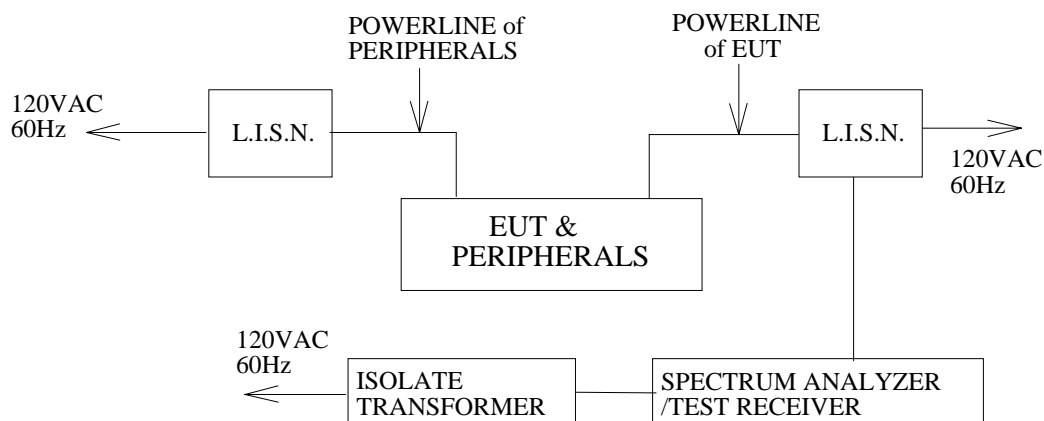 POWERLINE of
PERIPHERALS
POWERLINE
of EUT
120VAC
60Hz
L.I.S.N.
L.I.S.N.
120VAC
60Hz
EUT &
PERIPHERALS
120VAC
60Hz
ISOLATE
TRANSFORMER
SPECTRUM ANALYZER
/TEST RECEIVER